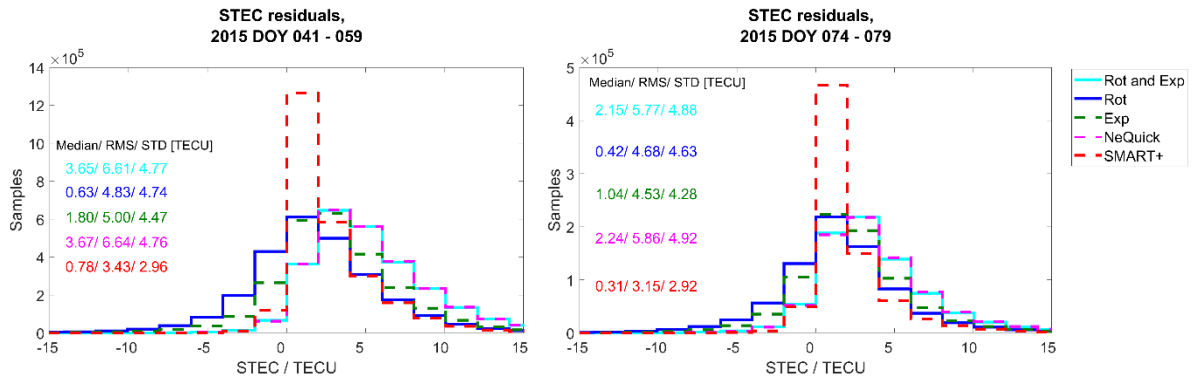 STEC residuals,
2015 DOY 041 - 059
×10⁵
14
12
10
8
6
4
2
0
Samples
Median/ RMS/ STD [TECU]
3.65/ 6.61/ 4.77
0.63/ 4.83/ 4.74
1.80/ 5.00/ 4.47
3.67/ 6.64/ 4.76
0.78/ 3.43/ 2.96
-15 -10 -5 0 5 10 15
STEC / TECU
STEC residuals,
2015 DOY 074 - 079
×10⁵
5
4
3
2
1
0
Samples
Median/ RMS/ STD [TECU]
2.15/ 5.77/ 4.88
0.42/ 4.68/ 4.63
1.04/ 4.53/ 4.28
2.24/ 5.86/ 4.92
0.31/ 3.15/ 2.92
-15 -10 -5 0 5 10 15
STEC / TECU
Rot and Exp
Rot
Exp
NeQuick
SMART+